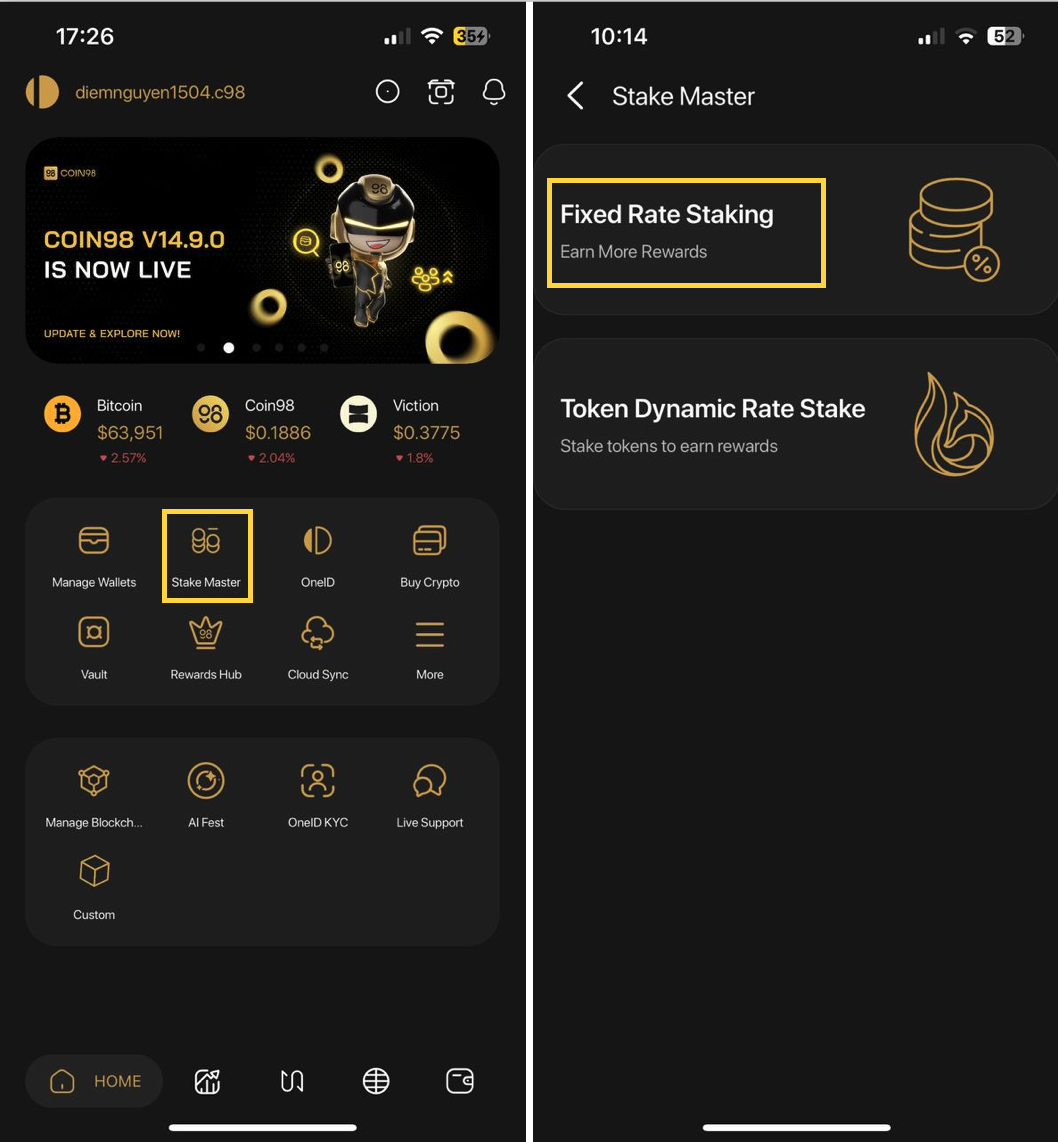 17:26
35
diemnguyen1504.c98
98 COIN98
COIN98 V14.9.0
IS NOW LIVE
UPDATE & EXPLORE NOW!
98
98
Bitcoin
$63,951
2.57%
Coin98
$0.1886
2.04%
Viction
$0.3775
1.8%
Manage Wallets
Stake Master
OneID
Buy Crypto
Vault
Rewards Hub
Cloud Sync
More
Manage Blockch...
AI Fest
OneID KYC
Live Support
Custom
HOME
10:14
52
Stake Master
Fixed Rate Staking
Earn More Rewards
%
Token Dynamic Rate Stake
Stake tokens to earn rewards